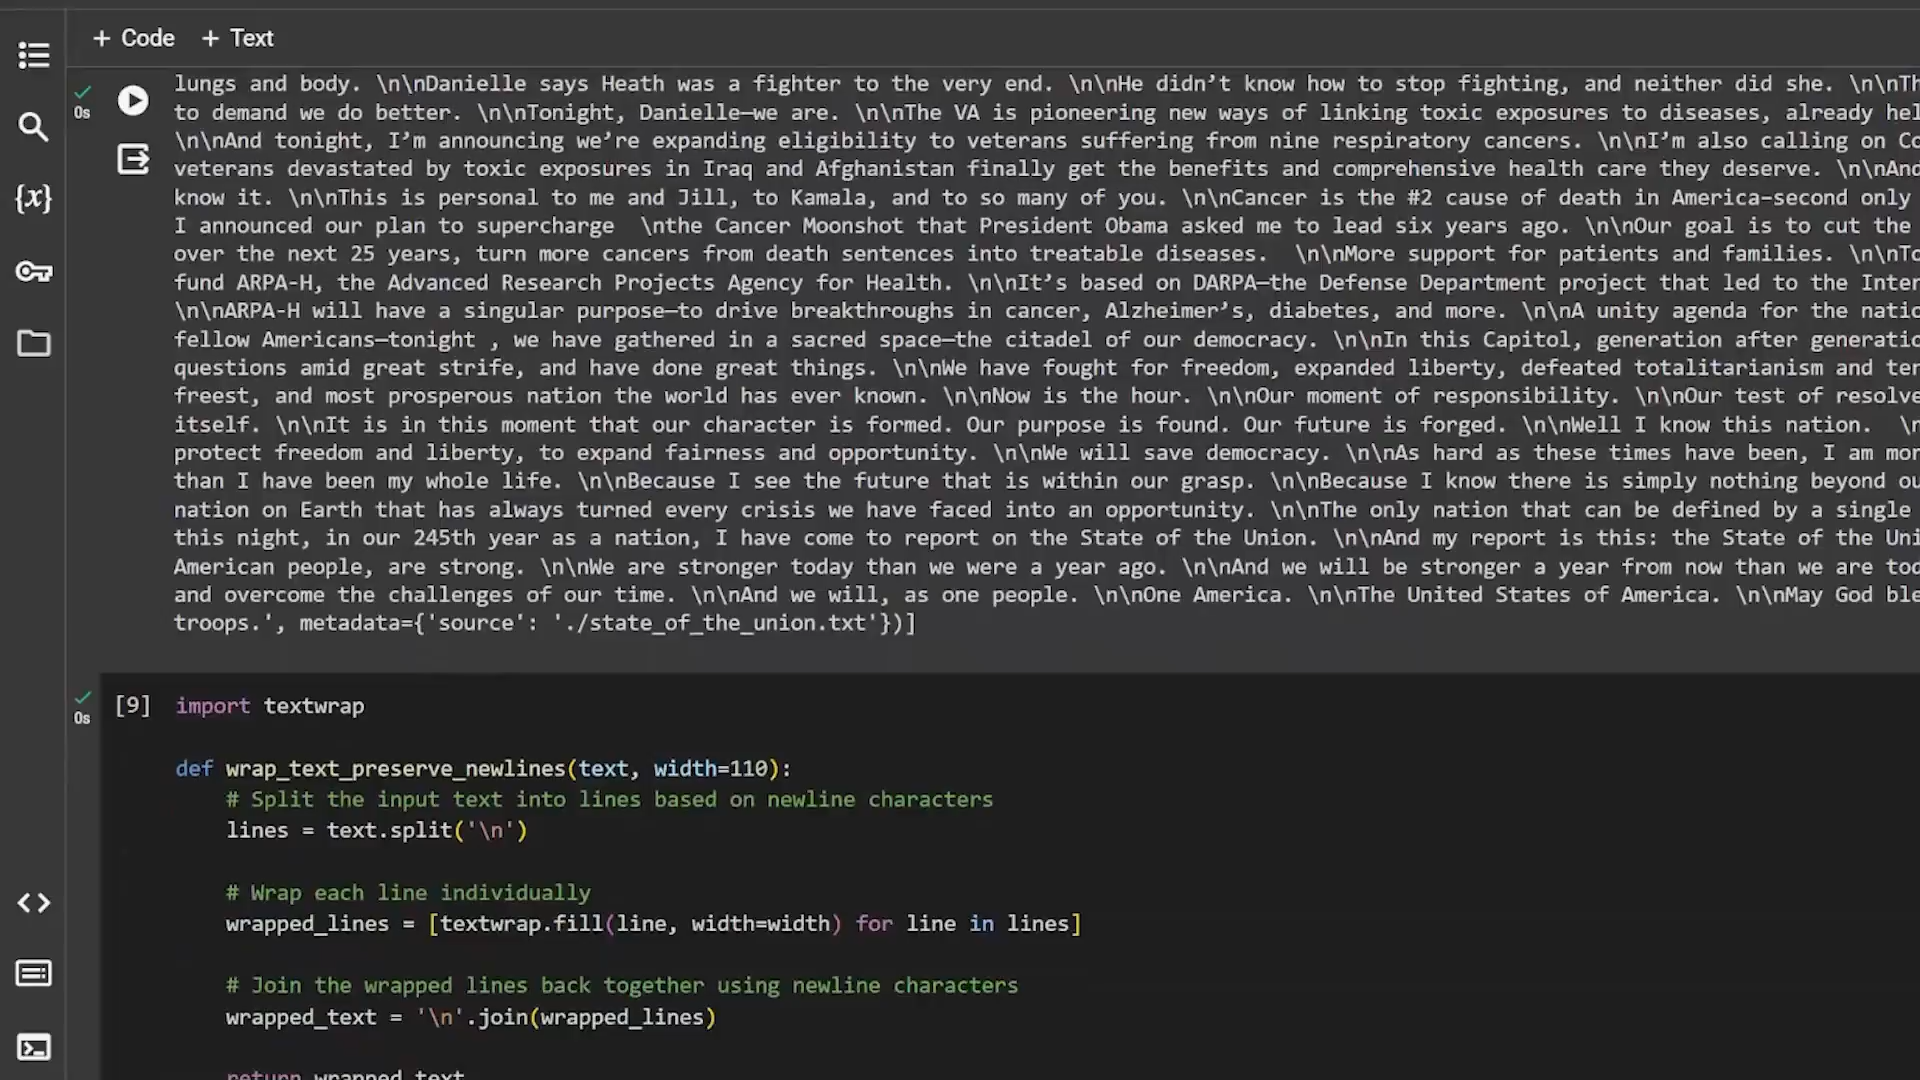 + Code + Text
lungs and body. \n\nDanielle says Heath was a fighter to the very end. \n\nHe didn’t know how to stop fighting, and neither did she. \n\nTh
0s
to demand we do better. \n\nTonight, Danielle—we are. \n\nThe VA is pioneering new ways of linking toxic exposures to diseases, already hel
\n\nAnd tonight, I’m announcing we’re expanding eligibility to veterans suffering from nine respiratory cancers. \n\nI’m also calling on Co
veterans devastated by toxic exposures in Iraq and Afghanistan finally get the benefits and comprehensive health care they deserve. \n\nAnd
{x}
know it. \n\nThis is personal to me and Jill, to Kamala, and to so many of you. \n\nCancer is the #2 cause of death in America–second only
I announced our plan to supercharge  \nthe Cancer Moonshot that President Obama asked me to lead six years ago. \n\nOur goal is to cut the
over the next 25 years, turn more cancers from death sentences into treatable diseases.  \n\nMore support for patients and families. \n\nTo
fund ARPA-H, the Advanced Research Projects Agency for Health. \n\nIt’s based on DARPA—the Defense Department project that led to the Inter
\n\nARPA-H will have a singular purpose—to drive breakthroughs in cancer, Alzheimer’s, diabetes, and more. \n\nA unity agenda for the natio
fellow Americans—tonight , we have gathered in a sacred space—the citadel of our democracy. \n\nIn this Capitol, generation after generatio
questions amid great strife, and have done great things. \n\nWe have fought for freedom, expanded liberty, defeated totalitarianism and ter
freest, and most prosperous nation the world has ever known. \n\nNow is the hour. \n\nOur moment of responsibility. \n\nOur test of resolve
itself. \n\nIt is in this moment that our character is formed. Our purpose is found. Our future is forged. \n\nWell I know this nation.  \n
protect freedom and liberty, to expand fairness and opportunity. \n\nWe will save democracy. \n\nAs hard as these times have been, I am mor
than I have been my whole life. \n\nBecause I see the future that is within our grasp. \n\nBecause I know there is simply nothing beyond ou
nation on Earth that has always turned every crisis we have faced into an opportunity. \n\nThe only nation that can be defined by a single
this night, in our 245th year as a nation, I have come to report on the State of the Union. \n\nAnd my report is this: the State of the Uni
American people, are strong. \n\nWe are stronger today than we were a year ago. \n\nAnd we will be stronger a year from now than we are tod
and overcome the challenges of our time. \n\nAnd we will, as one people. \n\nOne America. \n\nThe United States of America. \n\nMay God ble
troops.', metadata={'source': './state_of_the_union.txt'})]
[9] import textwrap
0s
def wrap_text_preserve_newlines(text, width=110):
    # Split the input text into lines based on newline characters
    lines = text.split('\n')
    # Wrap each line individually
    wrapped_lines = [textwrap.fill(line, width=width) for line in lines]
    # Join the wrapped lines back together using newline characters
    wrapped_text = '\n'.join(wrapped_lines)
    return wrapped_text